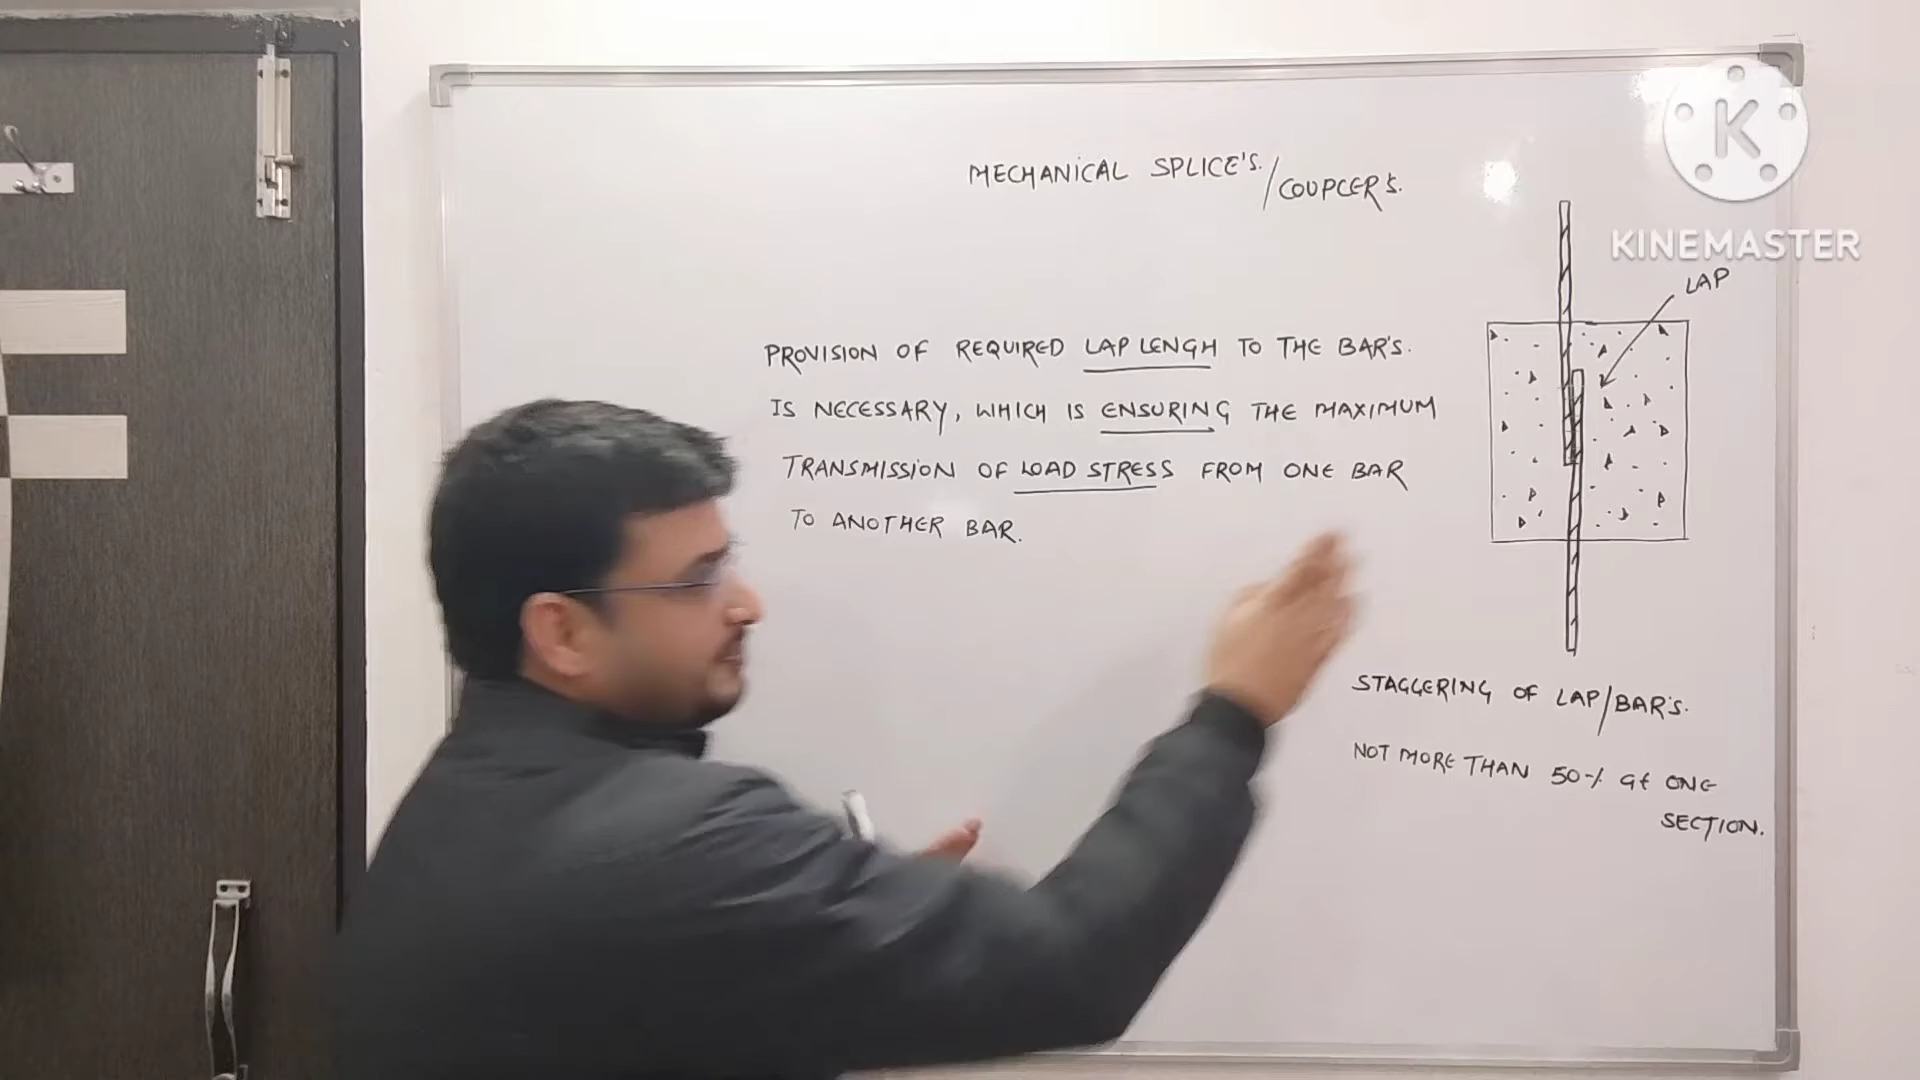 MECHANICAL SPLICE'S./COUPLER'S.
K
KINEMASTER
LAP
PROVISION OF REQUIRED LAP LENGH TO THE BAR'S.
IS NECESSARY, WHICH IS ENSURING THE MAXIMUM
TRANSMISSION OF LOAD STRESS FROM ONE BAR
TO ANOTHER BAR.
STAGGERING OF LAP/BAR'S.
NOT MORE THAN 50-/. at ONE
SECTION.